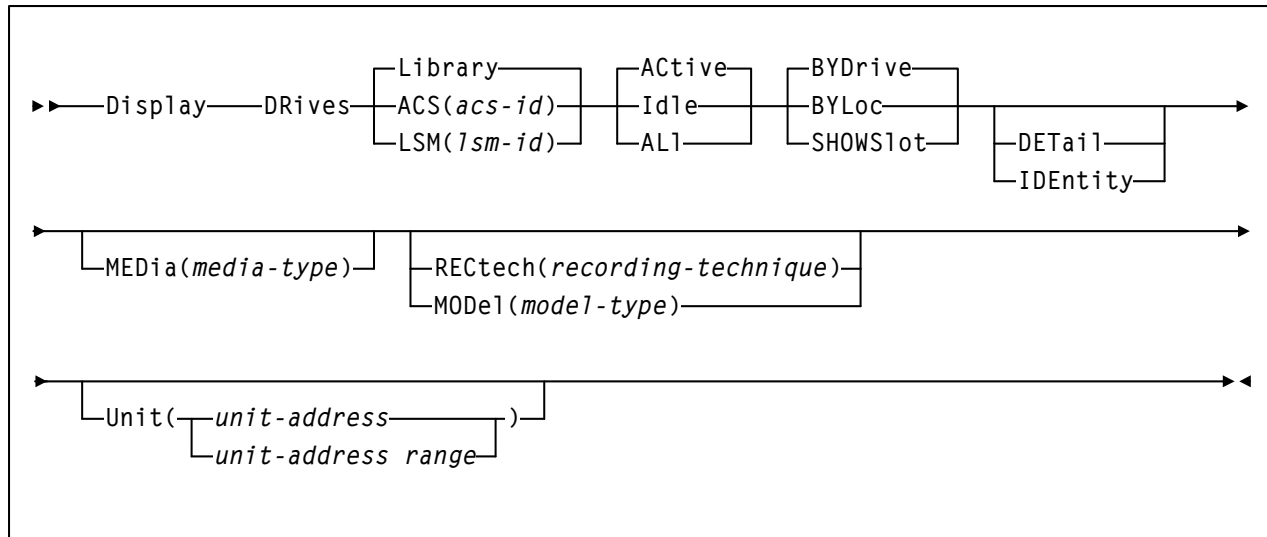 Library ACtive BYDrive
Display DRives ACS(acs-id) Idle BYLoc
LSM(lsm-id) ALl SHOWSlot DETail
IDEntity
MEDia(media-type) RECtech(recording-technique)
MODel(model-type)
Unit( unit-address )
unit-address range